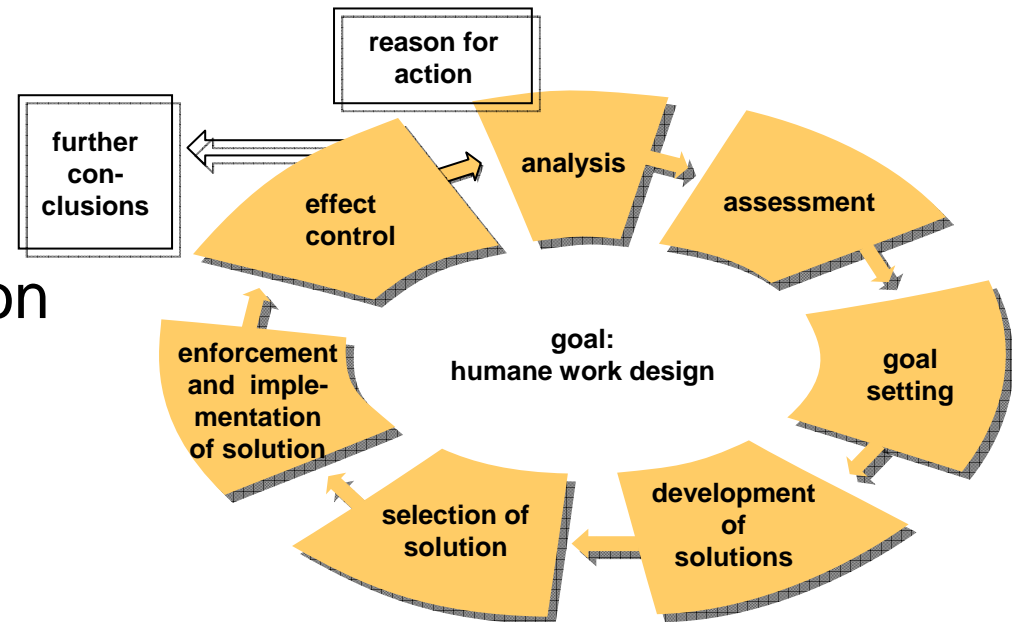 reason for
action
further
con-
clusions
analysis
assessment
effect
control
on
goal:
humane work design
goal
setting
enforcement
and imple-
mentation
of solution
development
of
solutions
selection of
solution